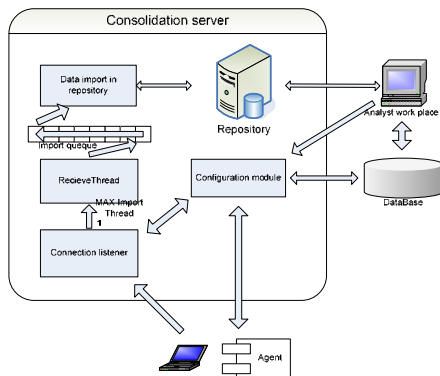 Consolidation server
Data import in
repository
Repository
Analyst work place
Import queque
RecieveThread
MAX Import
Thread
1
Configuration module
DataBase
Connection listener
Agent